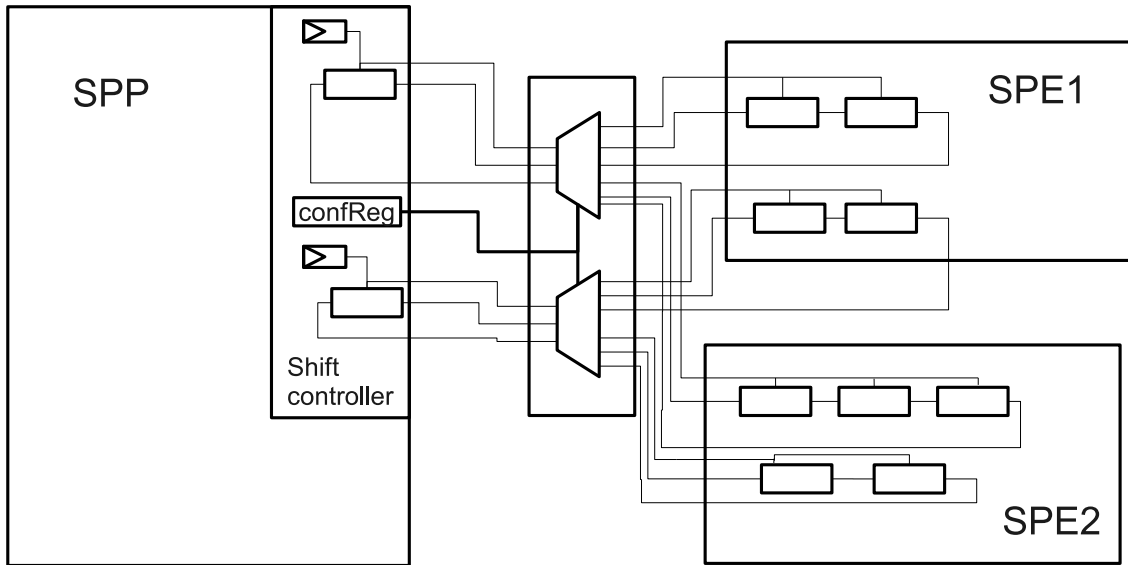 SPP
SPE1
confReg
Shift
controller
SPE2